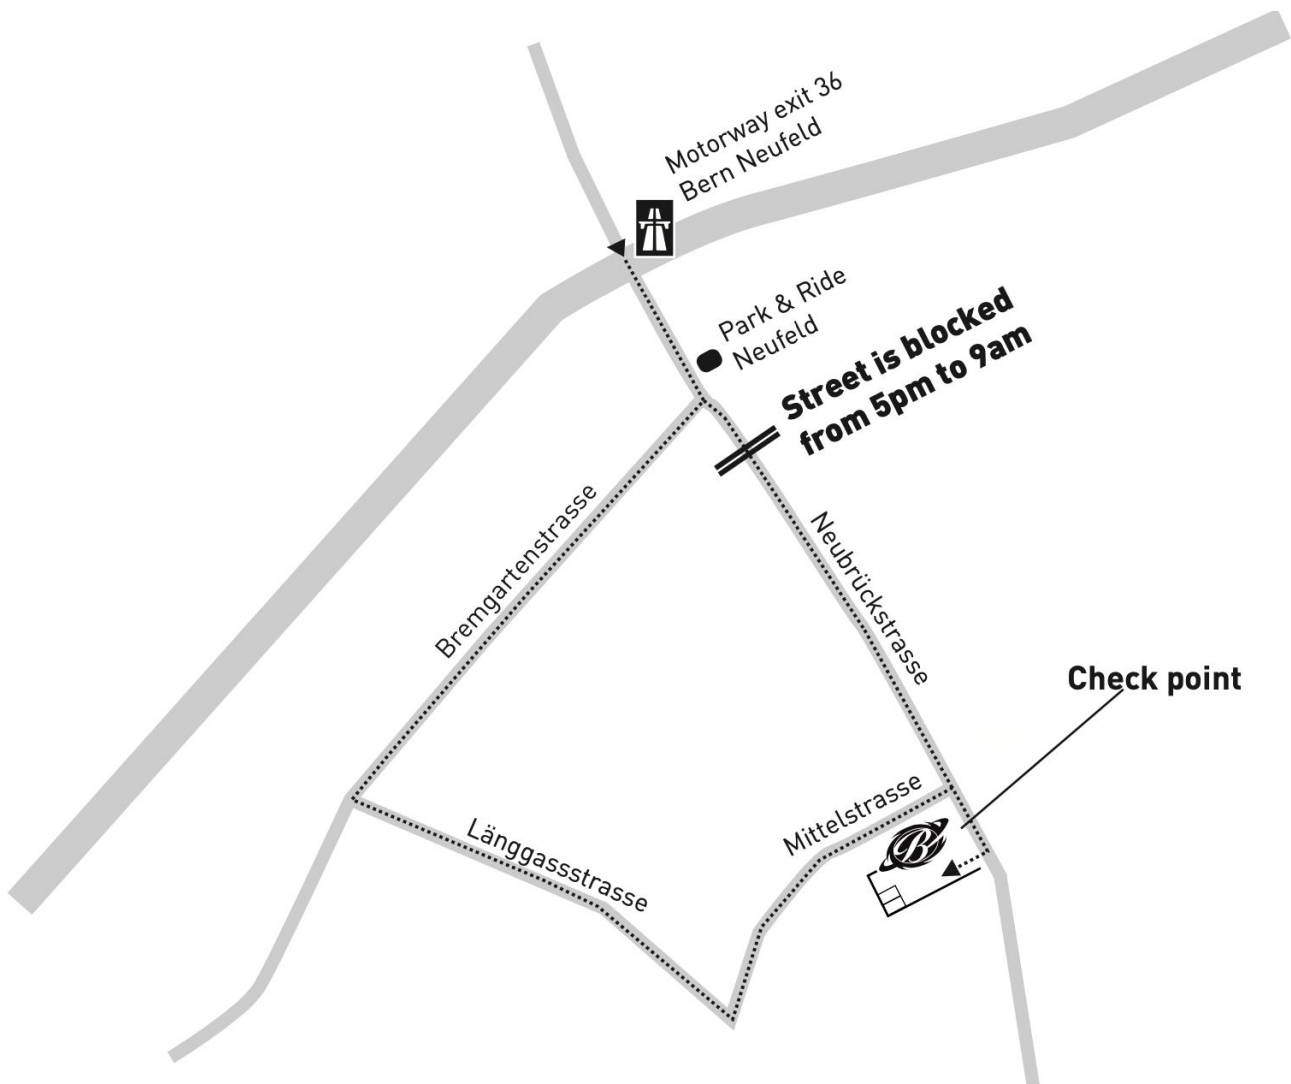 Motorway exit 36
Bern Neufeld
Park & Ride
Neufeld
Street is blocked
from 5pm to 9am
Bremgartenstrasse
Neubrückstrasse
Check point
Mittelstrasse
Länggassstrasse
B